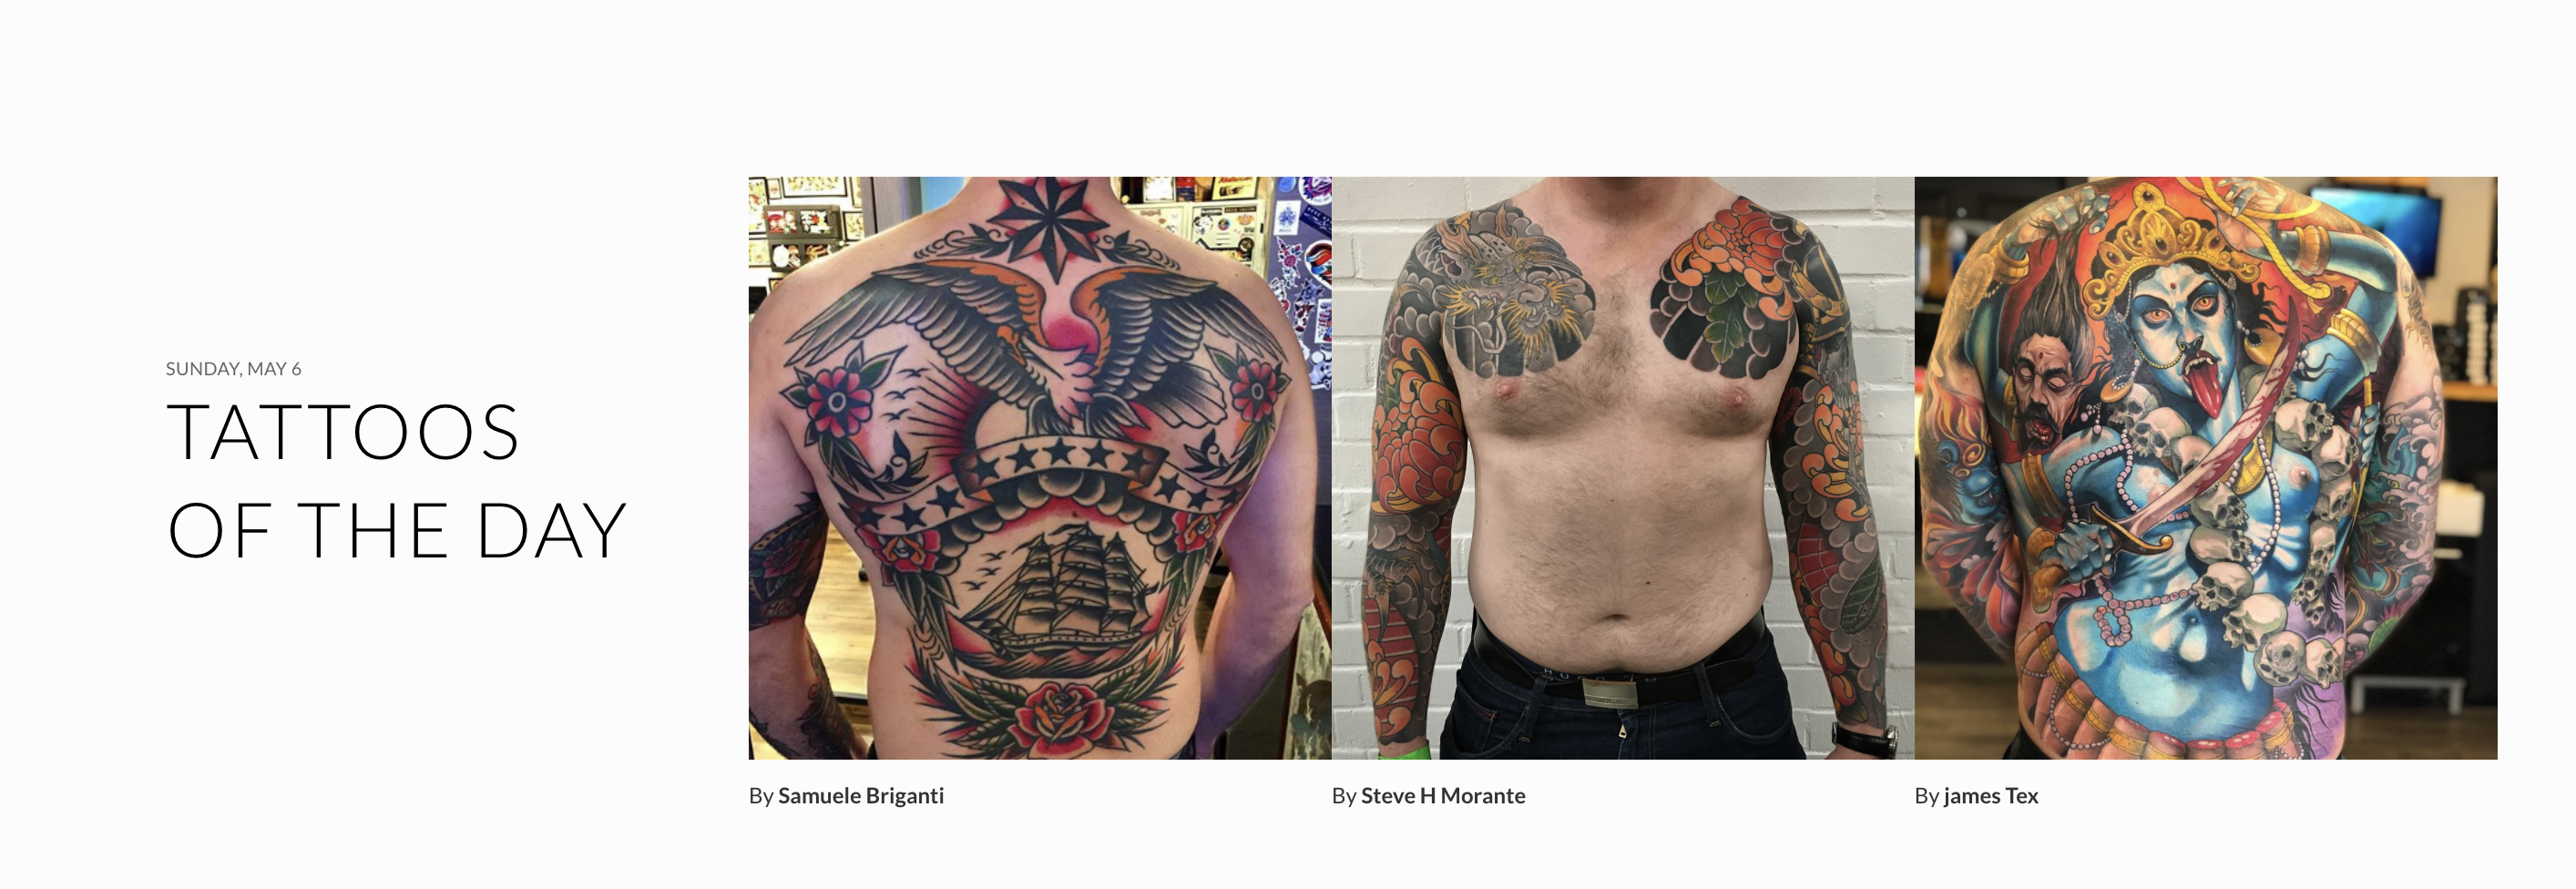 SUNDAY, MAY 6
TATTOOS
OF THE DAY
By Samuele Briganti
By Steve H Morante
By james Tex